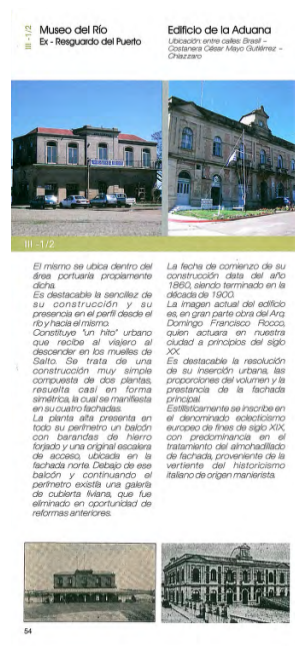 III -1/2
Museo del Río
Ex - Resguardo del Puerto
Edificio de la Aduana
Ubicación: entre calles: Brasil –
Costanera César Mayo Gutiérrez –
Chiazzaro
III -1/2
El mismo se ubica dentro del
área portuaria propiamente
dicha.
Es destacable la sencillez de
su construcción y su
presencia en el perfil desde el
río y hacia el mismo.
Constituye "un hito" urbano
que recibe al viajero al
descender en los muelles de
Salto. Se trata de una
construcción muy simple
compuesta de dos plantas,
resuelta casi en forma
simétrica, la cual se manifiesta
en su cuatro fachadas.
La planta alta presenta en
todo su perímetro un balcón
con barandas de hierro
forjado y una original escalera
de acceso, ubicada en la
fachada norte. Debajo de ese
balcón y continuando el
perímetro existía una galería
de cubierta liviana, que fue
eliminado en oportunidad de
reformas anteriores.
La fecha de comienzo de su
construcción data del año
1860, siendo terminado en la
década de 1900.
La imagen actual del edificio
es, en gran parte obra del Arq.
Domingo Francisco Rocco,
quien actuara en nuestra
ciudad a principios del siglo
XX.
Es destacable la resolución
de su inserción urbana, las
proporciones del volumen y la
prestancia de la fachada
principal.
Estilísticamente se inscribe en
el denominado eclecticismo
europeo de fines de siglo XIX,
con predominancia en el
tratamiento del almohadillado
de fachada, proveniente de la
vertiente del historicismo
italiano de origen manierista.
54